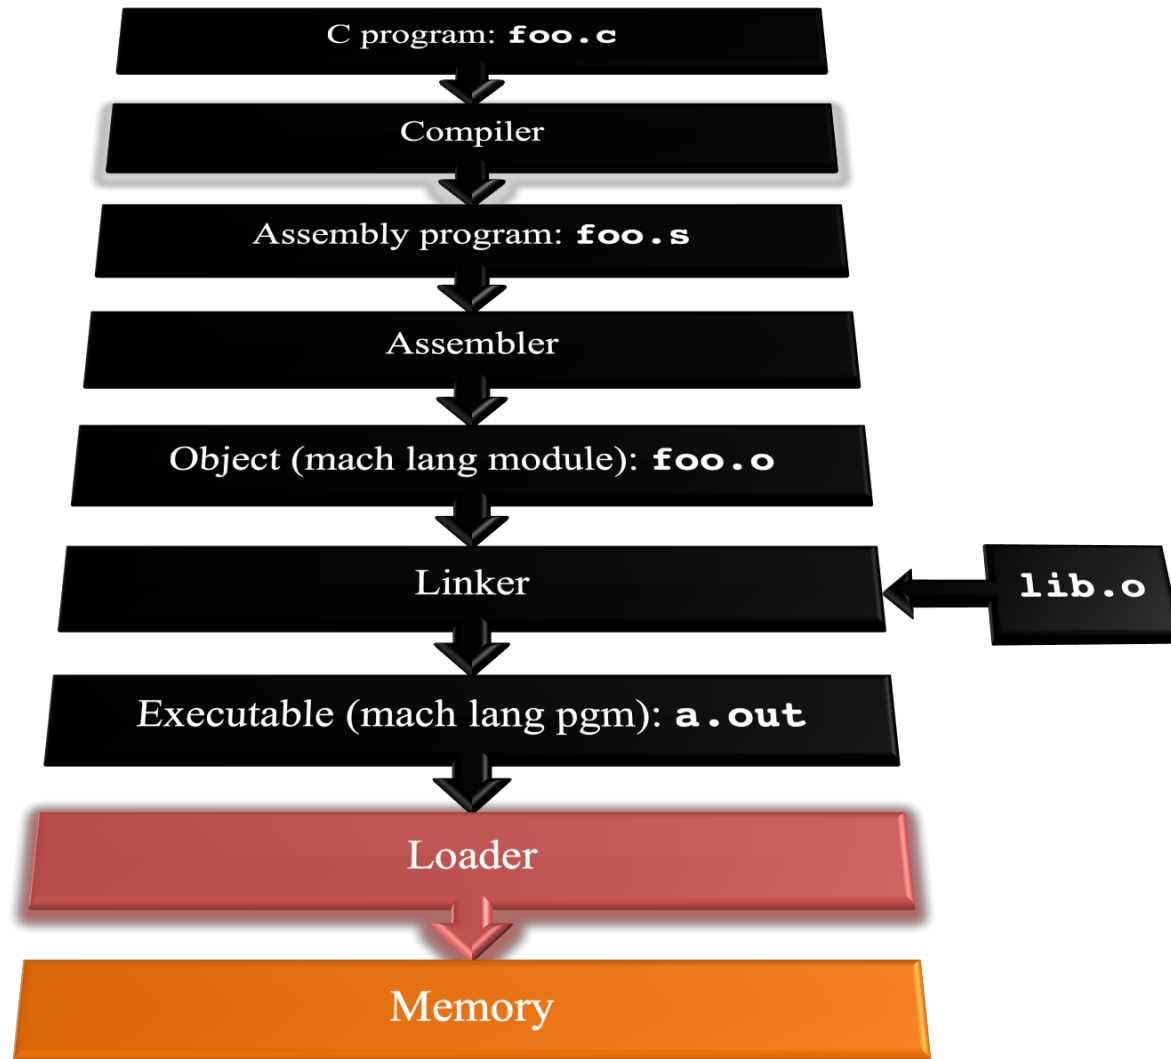 C program: foo.c
Compiler
Assembly program: foo.s
Assembler
Object (mach lang module): foo.o
Linker
lib.o
Executable (mach lang pgm): a.out
Loader
Memory